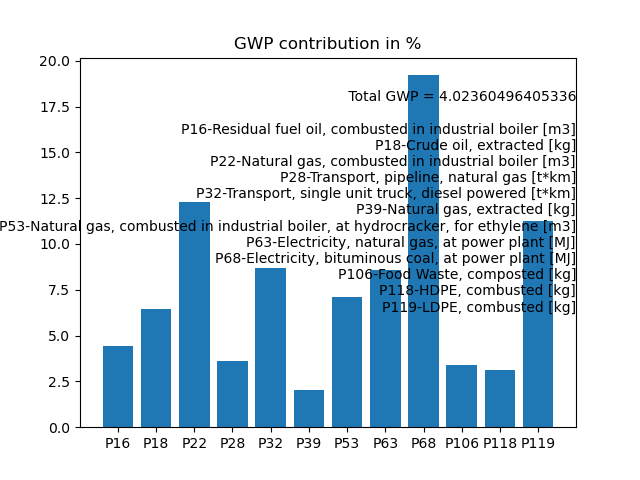 GWP contribution in %
20.0
17.5
15.0
12.5
10.0
7.5
5.0
2.5
0.0
Total GWP = 4.02360496405336
P16-Residual fuel oil, combusted in industrial boiler [m3]
P18-Crude oil, extracted [kg]
P22-Natural gas, combusted in industrial boiler [m3]
P28-Transport, pipeline, natural gas [t*km]
P32-Transport, single unit truck, diesel powered [t*km]
P39-Natural gas, extracted [kg]
P53-Natural gas, combusted in industrial boiler, at hydrocracker, for ethylene [m3]
P63-Electricity, natural gas, at power plant [MJ]
P68-Electricity, bituminous coal, at power plant [MJ]
P106-Food Waste, composted [kg]
P118-HDPE, combusted [kg]
P119-LDPE, combusted [kg]
P16 P18 P22 P28 P32 P39 P53 P63 P68 P106 P118 P119